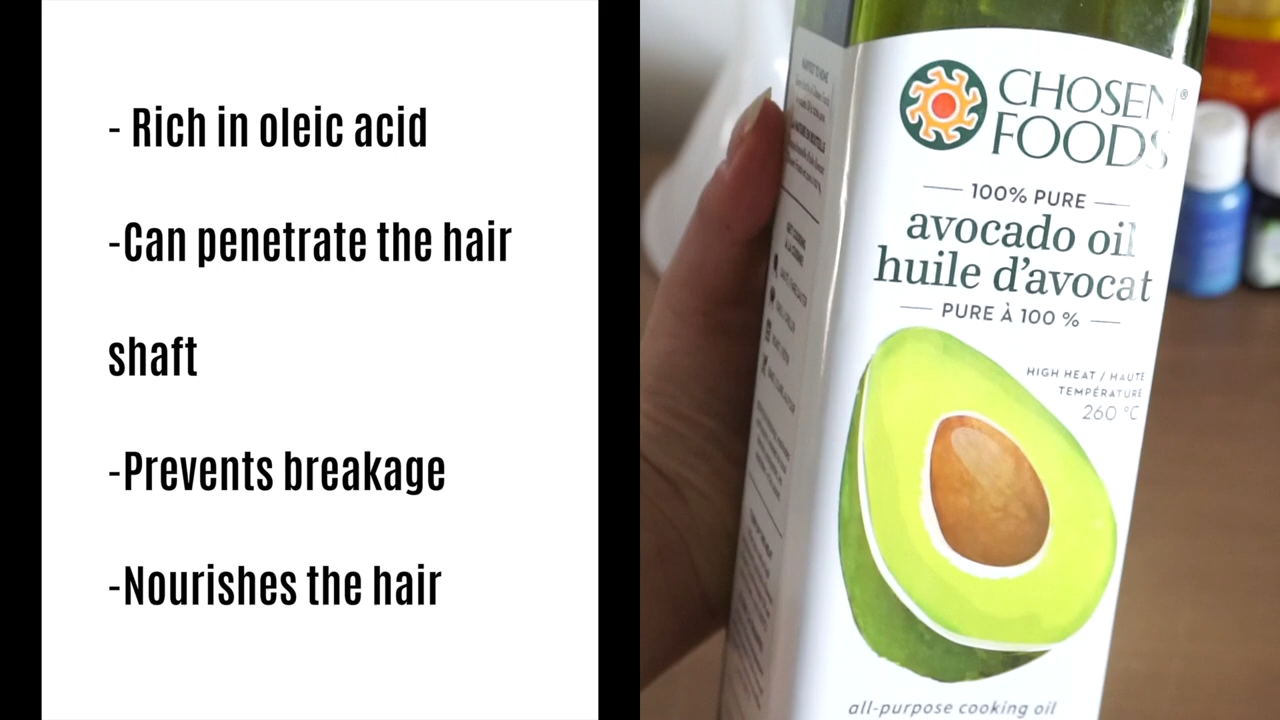 - Rich in oleic acid
-Can penetrate the hair
shaft
-Prevents breakage
-Nourishes the hair
CHOSEN
FOODS
100% PURE
avocado oil
huile d'avocat
PURE À 100 %
HIGH HEAT / HAUTE
TEMPÉRATURE
260 °C
all-purpose cooking oil